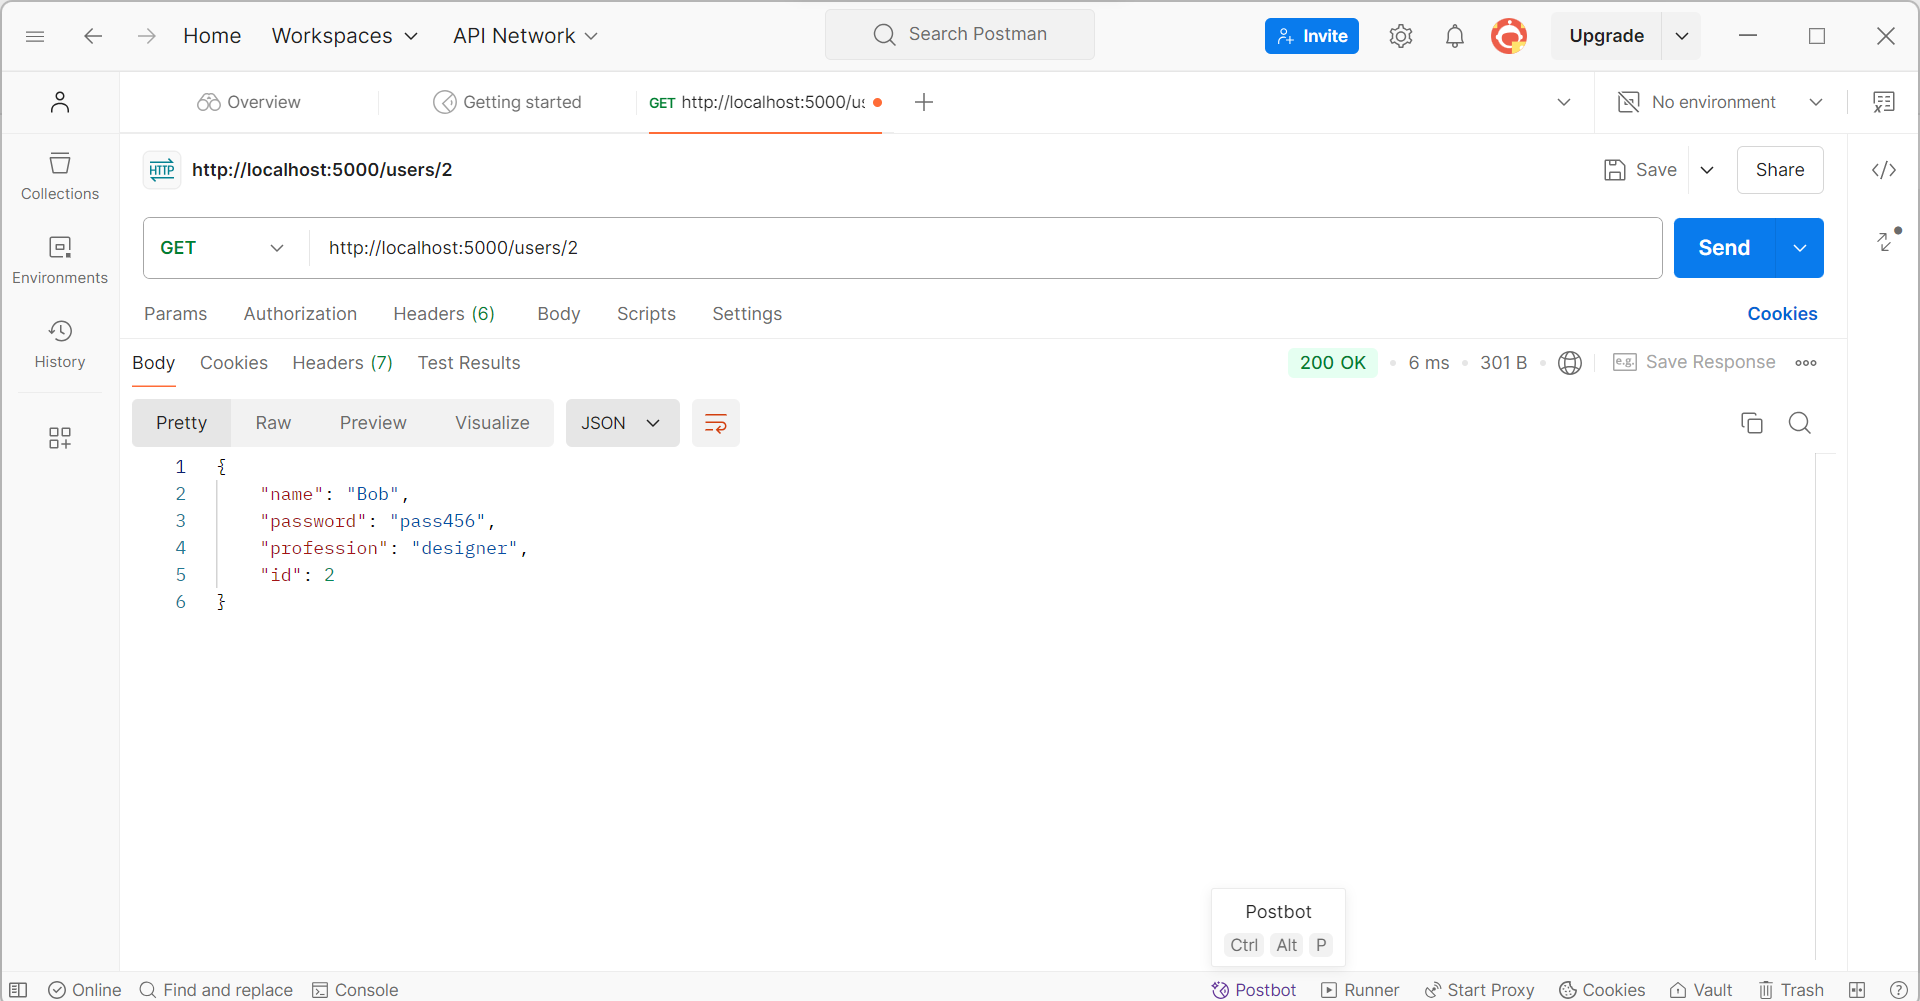 Home Workspaces API Network Search Postman Invite Upgrade
Overview Getting started GET http://localhost:5000/us No environment
HTTP http://localhost:5000/users/2 Save Share
Collections
GET http://localhost:5000/users/2 Send
Environments
Params Authorization Headers (6) Body Scripts Settings Cookies
History
Body Cookies Headers (7) Test Results 200 OK 6 ms 301 B e.g. Save Response
Pretty Raw Preview Visualize JSON
1 {
2 "name": "Bob",
3 "password": "pass456",
4 "profession": "designer",
5 "id": 2
6 }
Postbot
Ctrl Alt P
Online Find and replace Console Postbot Runner Start Proxy Cookies Vault Trash